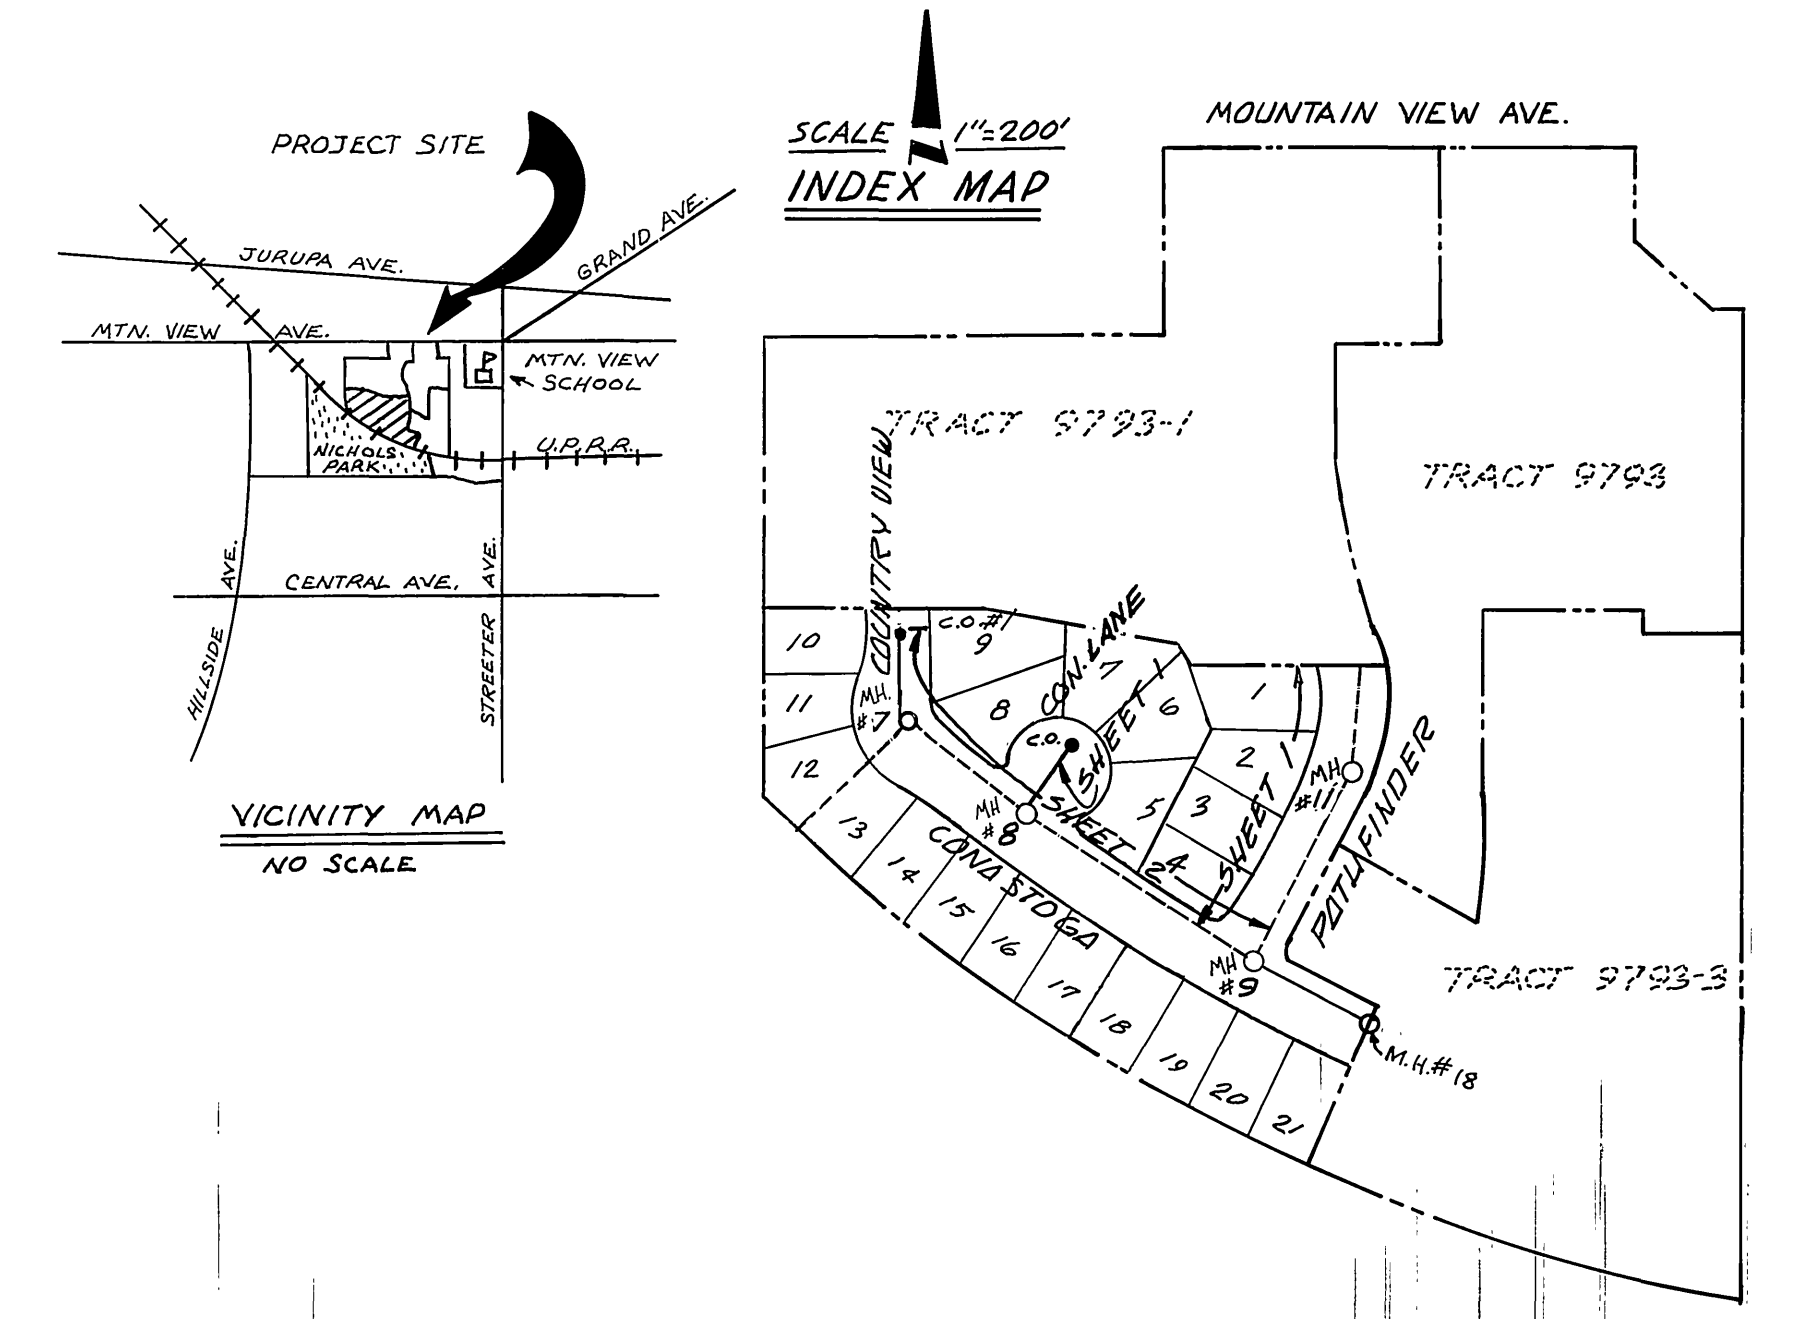 PROJECT SITE
JURUPA AVE.
GRAND AVE.
MTN. VIEW AVE.
MTN. VIEW
SCHOOL
NICHOLS
PARK
U.P.R.R.
HILLSIDE AVE.
CENTRAL AVE.
STREETER AVE.
VICINITY MAP
NO SCALE
SCALE 1"=200'
N
INDEX MAP
MOUNTAIN VIEW AVE.
TRACT 9793-1
TRACT 9793
TRACT 9793-3
COUNTRY VIEW
C.O.#1
CON. LANE
10
9
11
MH.
#7
8
7
6
1
C.O.
SHEET 1
12
2
MH
#11
SHEET 1
PATHFINDER
MH
#8
SHEET 2
5
3
4
13
CONASTOGA
14
15
16
17
18
19
20
21
MH
#9
M.H.#18